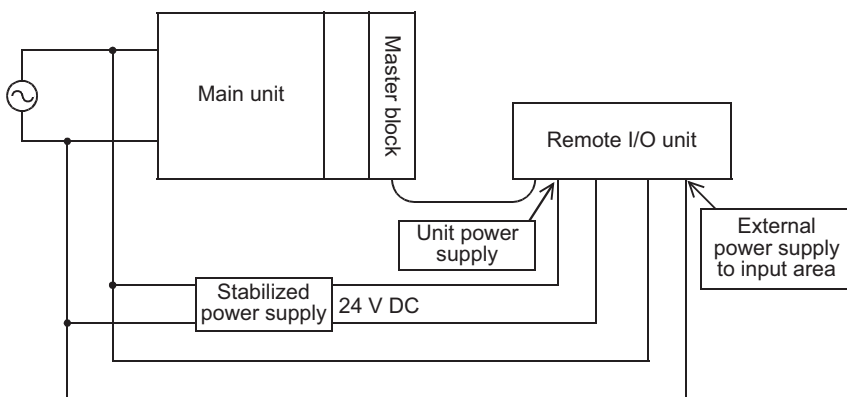 Main unit
Master block
Remote I/O unit
Unit power
supply
External
power supply
to input area
Stabilized
power supply
24 V DC